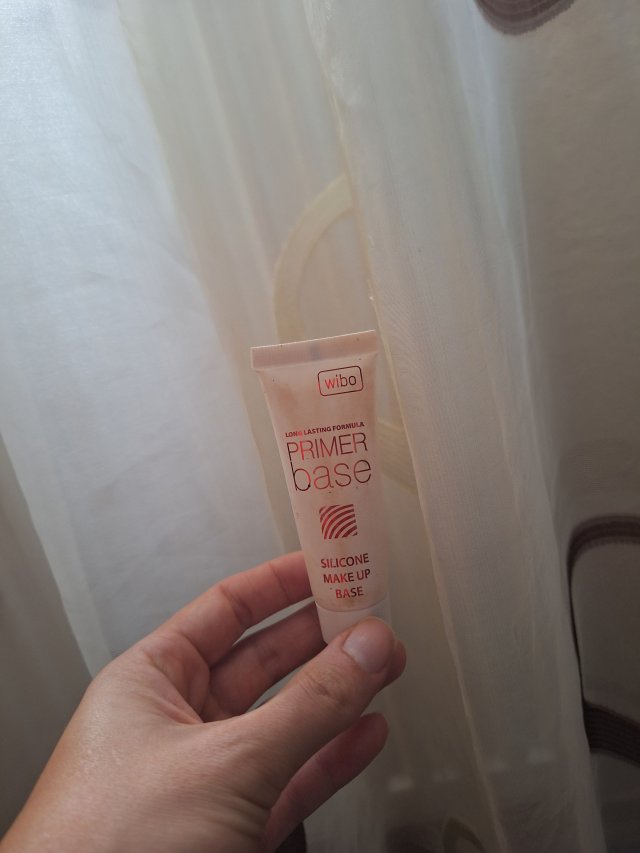 wibo
LONG LASTING FORMULA
PRIMER
base
SILICONE
MAKE UP
BASE